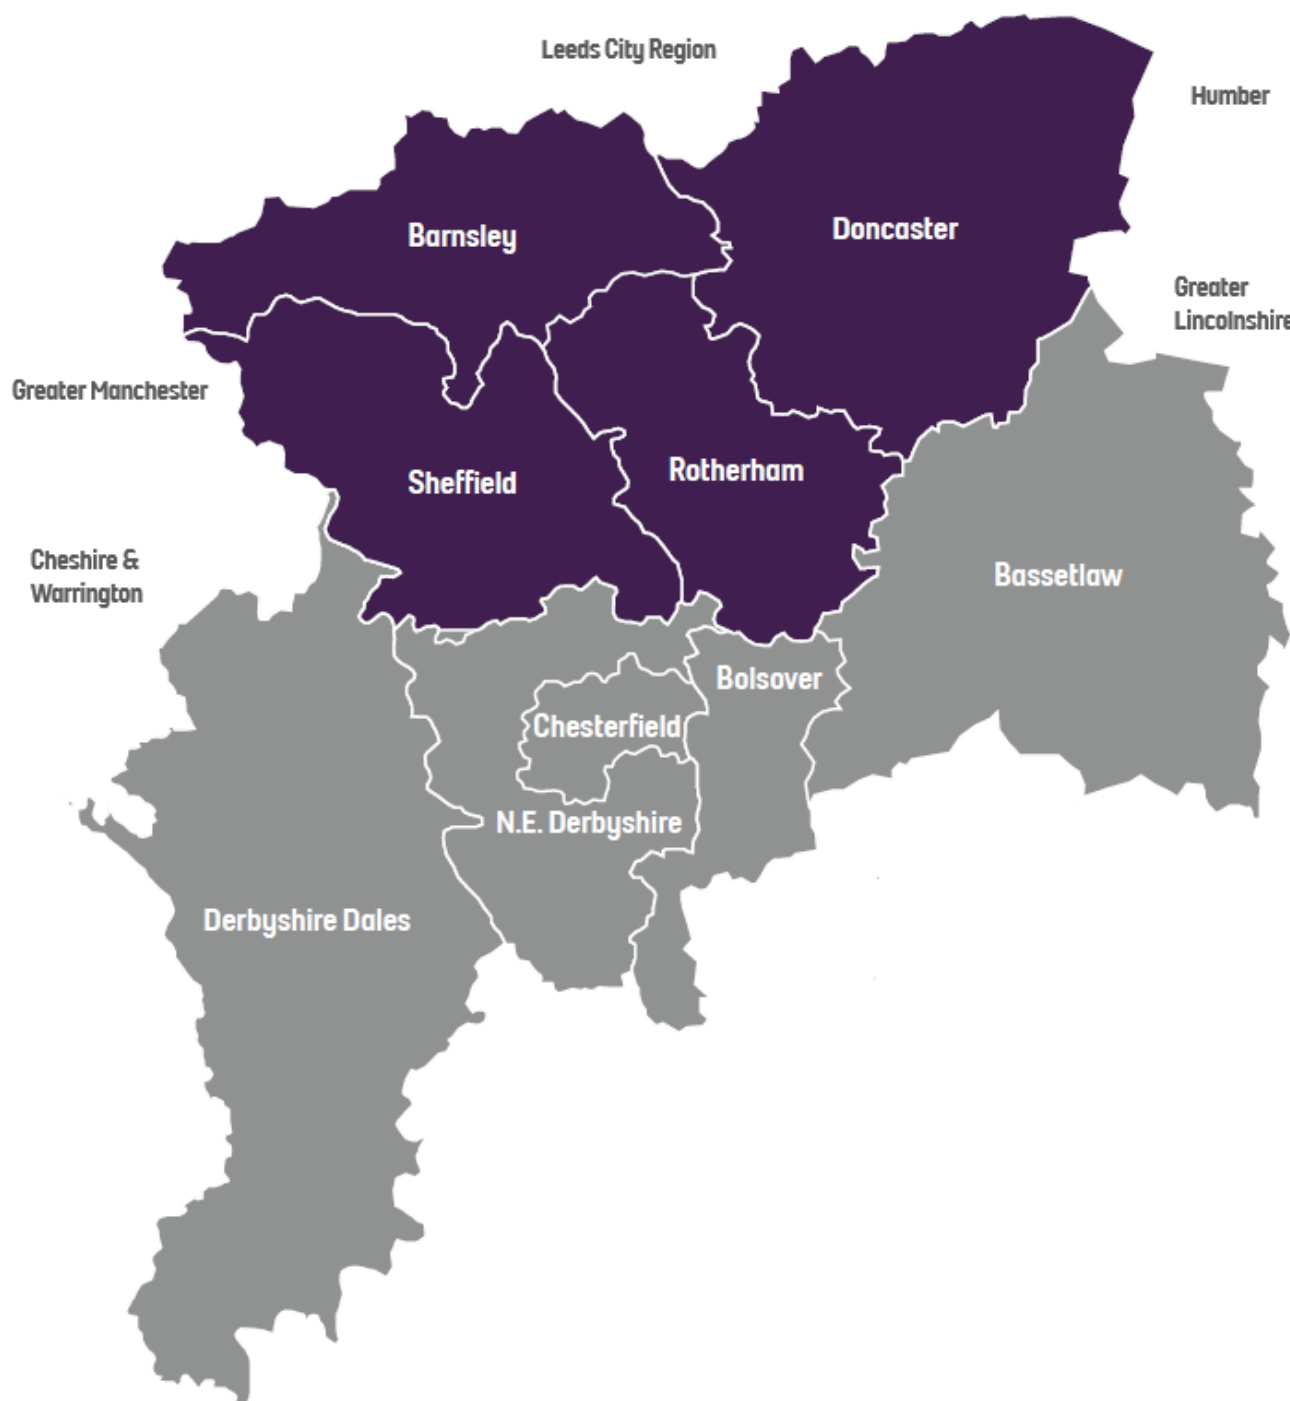 Leeds City Region
Humber
Barnsley
Doncaster
Greater
Lincolnshire
Greater Manchester
Sheffield
Rotherham
Cheshire &
Warrington
Bassetlaw
Bolsover
Chesterfield
N.E. Derbyshire
Derbyshire Dales